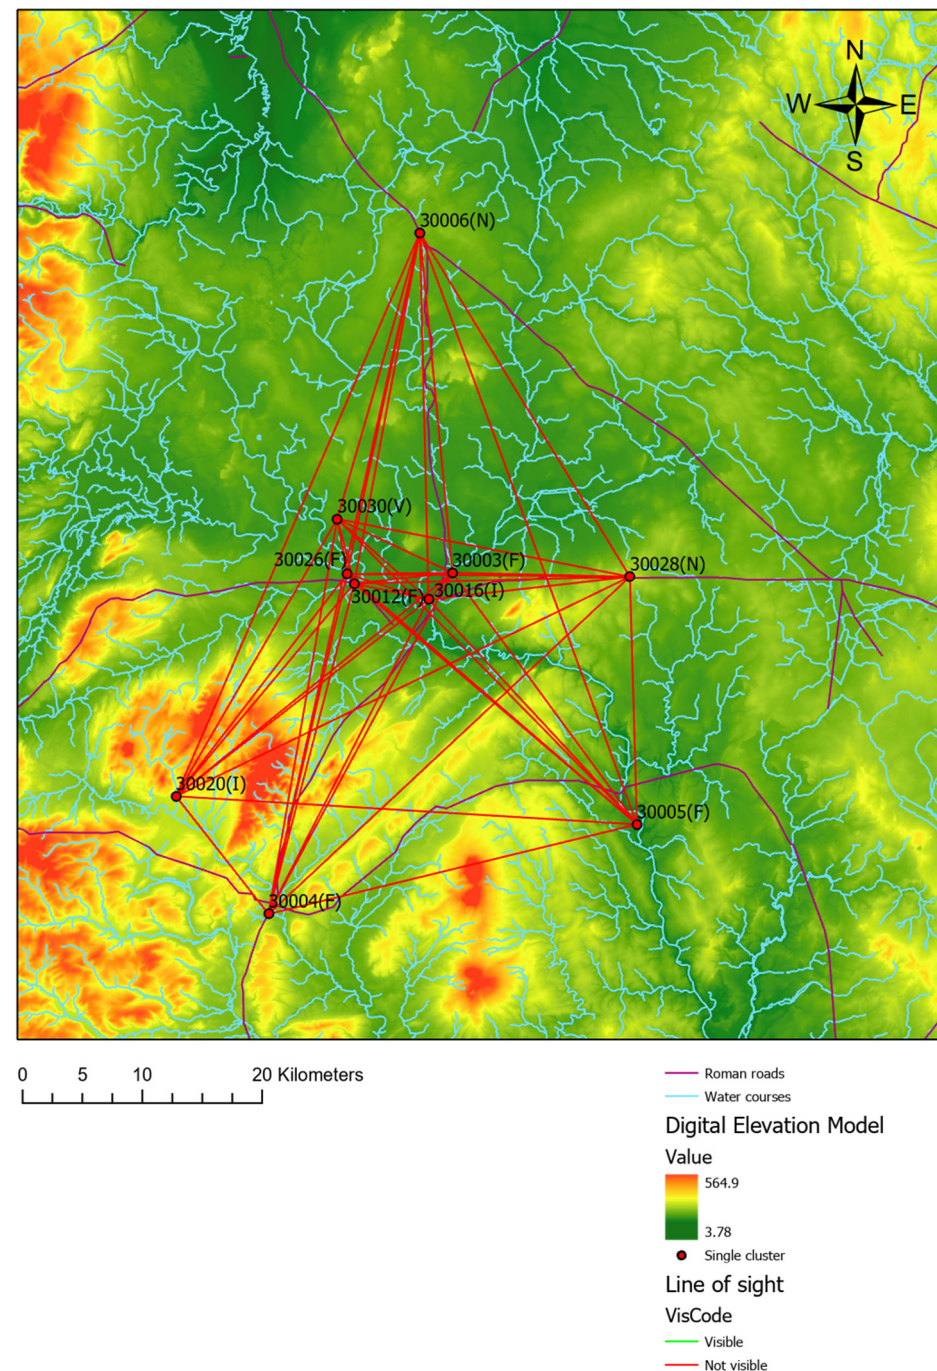 N
W E
S
30006(N)
30030(V)
30026(F)
30003(F)
30028(N)
30012(F)
30016(I)
30020(I)
30005(F)
30004(F)
0 5 10 20 Kilometers
Roman roads
Water courses
Digital Elevation Model
Value
564.9
3.78
Single cluster
Line of sight
VisCode
Visible
Not visible